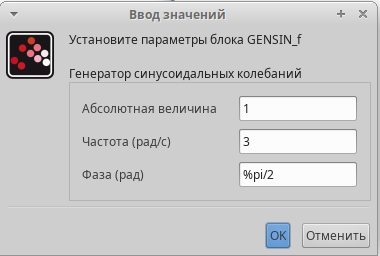 Ввод значений
Установите параметры блока GENSIN_f
Генератор синусоидальных колебаний
Абсолютная величина 1
Частота (рад/с) 3
Фаза (рад) %pi/2
OK Отменить